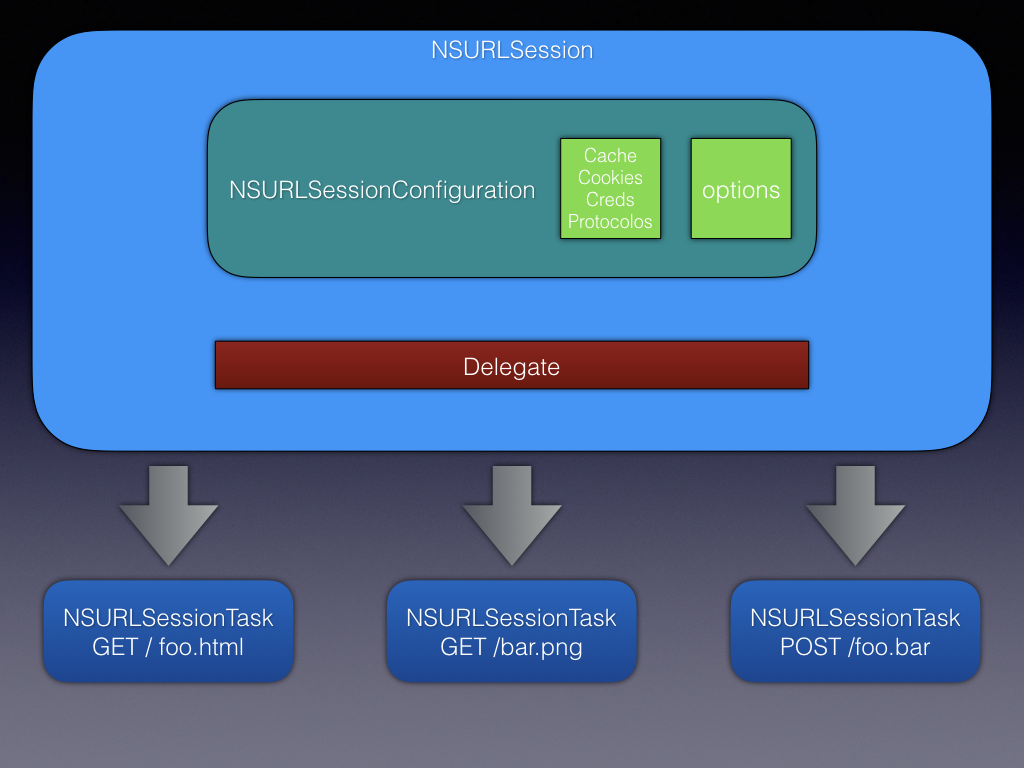 NSURLSession
NSURLSessionConfiguration
Cache
Cookies
Creds
Protocolos
options
Delegate
NSURLSessionTask
GET / foo.html
NSURLSessionTask
GET /bar.png
NSURLSessionTask
POST /foo.bar